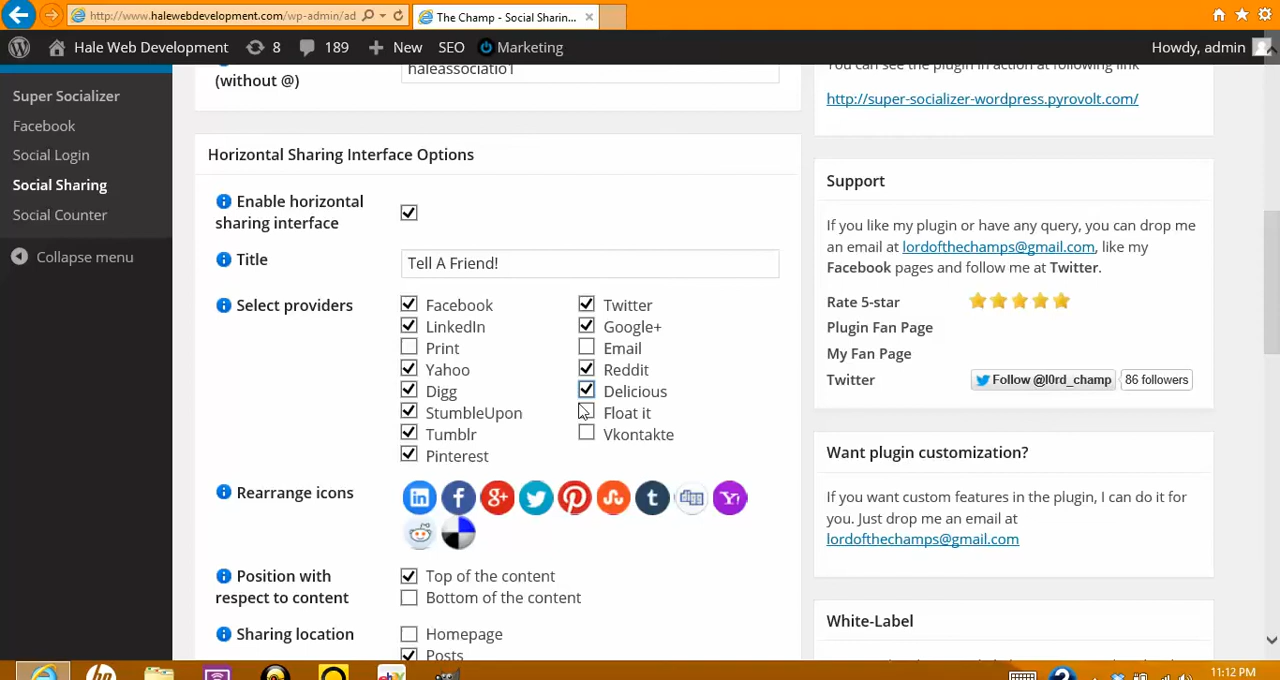 http://www.halewebdevelopment.com/wp-admin/ad
The Champ - Social Sharin...
Hale Web Development
8
189
New
SEO
Marketing
Howdy, admin
Super Socializer
Facebook
Social Login
Social Sharing
Social Counter
Collapse menu
(without @)
haleassociatio1
Horizontal Sharing Interface Options
Enable horizontal
sharing interface
Title
Tell A Friend!
Select providers
Facebook
Twitter
LinkedIn
Google+
Print
Email
Yahoo
Reddit
Digg
Delicious
StumbleUpon
Float it
Tumblr
Vkontakte
Pinterest
Rearrange icons
Position with
respect to content
Top of the content
Bottom of the content
Sharing location
Homepage
Posts
You can see the plugin in action at following link
http://super-socializer-wordpress.pyrovolt.com/
Support
If you like my plugin or have any query, you can drop me
an email at lordofthechamps@gmail.com, like my
Facebook pages and follow me at Twitter.
Rate 5-star
Plugin Fan Page
My Fan Page
Twitter
Follow @l0rd_champ
86 followers
Want plugin customization?
If you want custom features in the plugin, I can do it for
you. Just drop me an email at
lordofthechamps@gmail.com
White-Label
11:12 PM